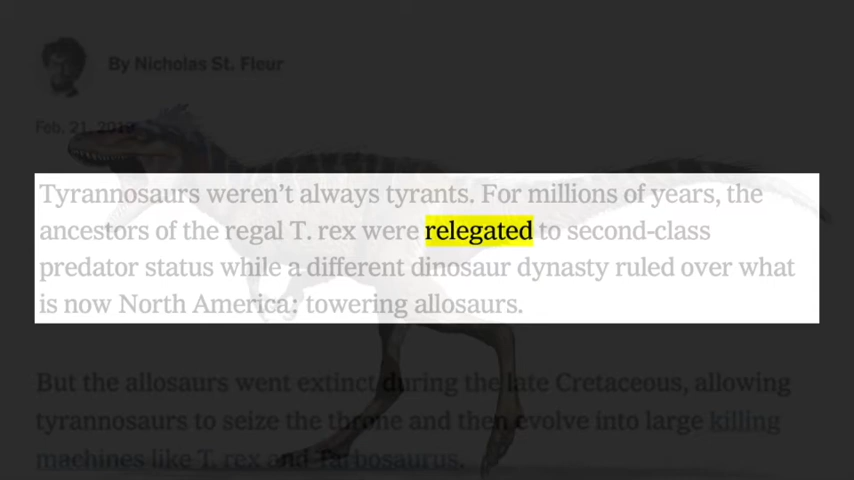 By Nicholas St. Fleur
Feb. 21, 2019
Tyrannosaurs weren't always tyrants. For millions of years, the
ancestors of the regal T. rex were relegated to second-class
predator status while a different dinosaur dynasty ruled over what
is now North America: towering allosaurs.
But the allosaurs went extinct during the late Cretaceous, allowing
tyrannosaurs to seize the throne and then evolve into large killing
machines like T. rex and Tarbosaurus.